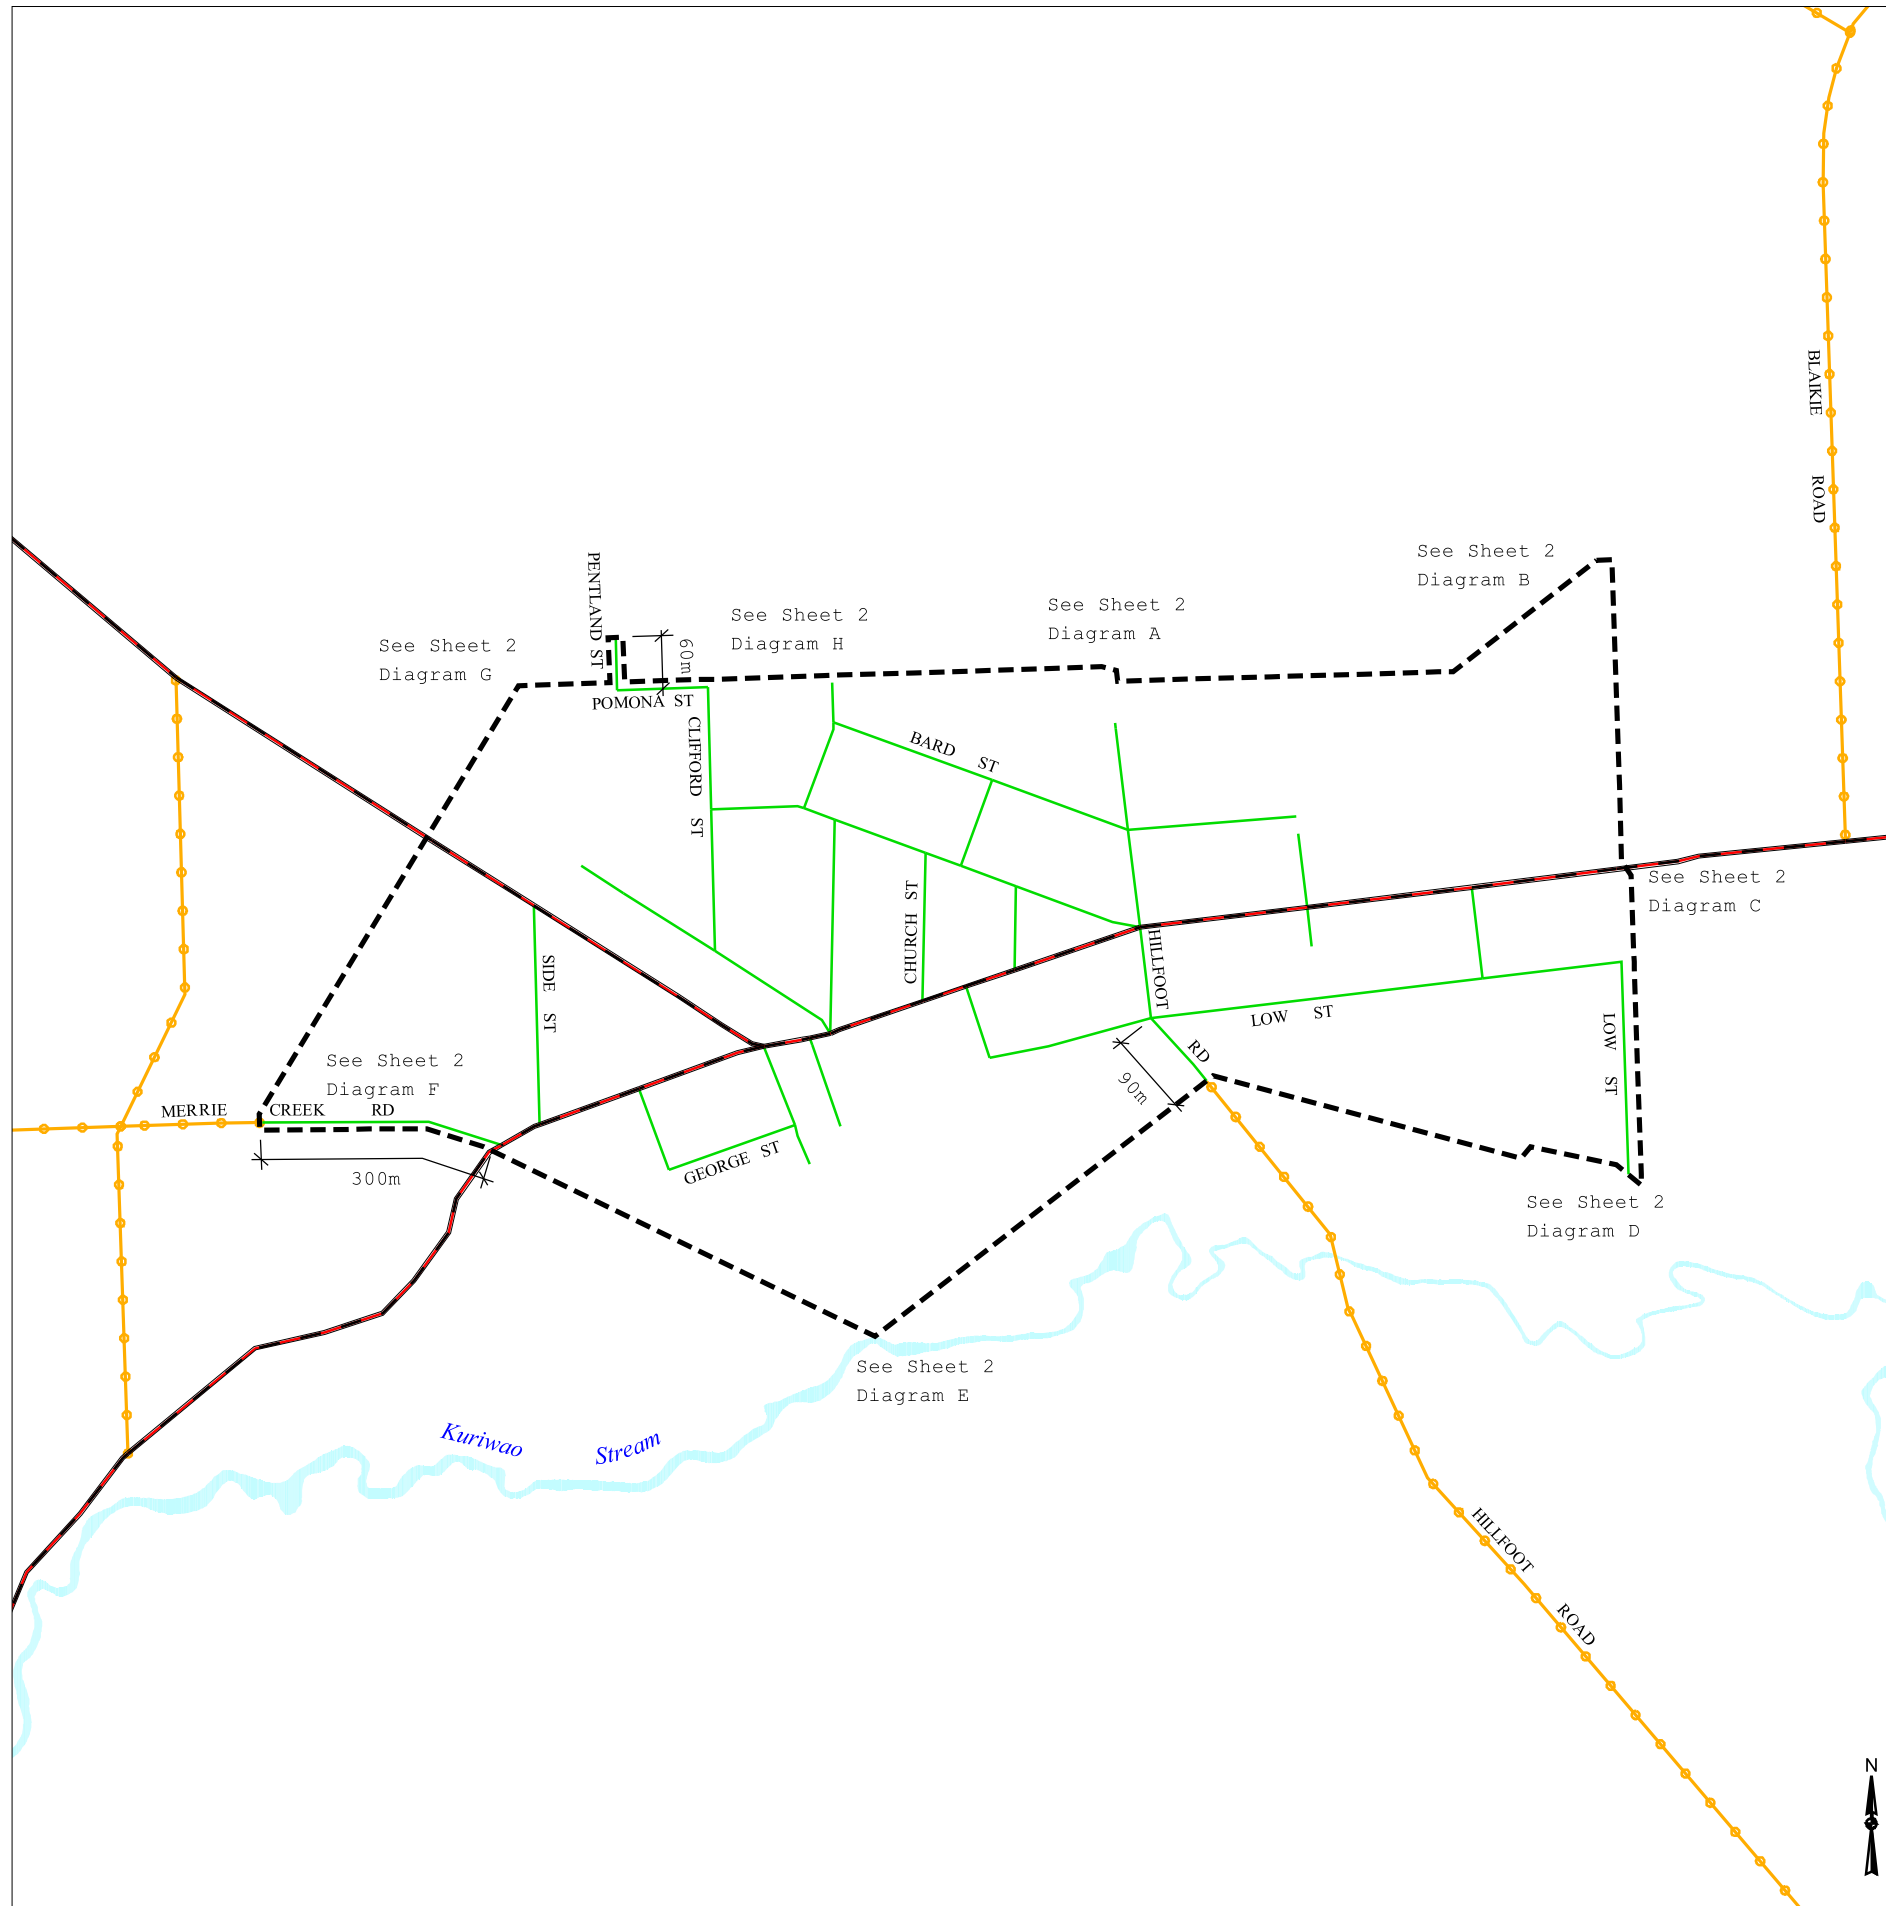 BLAIKIE ROAD
See Sheet 2
Diagram B
PENTLAND ST
See Sheet 2
Diagram H
See Sheet 2
Diagram A
See Sheet 2
Diagram G
60m
POMONA ST
CLIFFORD ST
BARD ST
See Sheet 2
Diagram C
CHURCH ST
SIDE ST
HILLFOOT RD
LOW ST
LOW ST
90m
See Sheet 2
Diagram F
MERRIE CREEK RD
300m
GEORGE ST
See Sheet 2
Diagram D
See Sheet 2
Diagram E
Kuriwao Stream
HILLFOOT ROAD
N